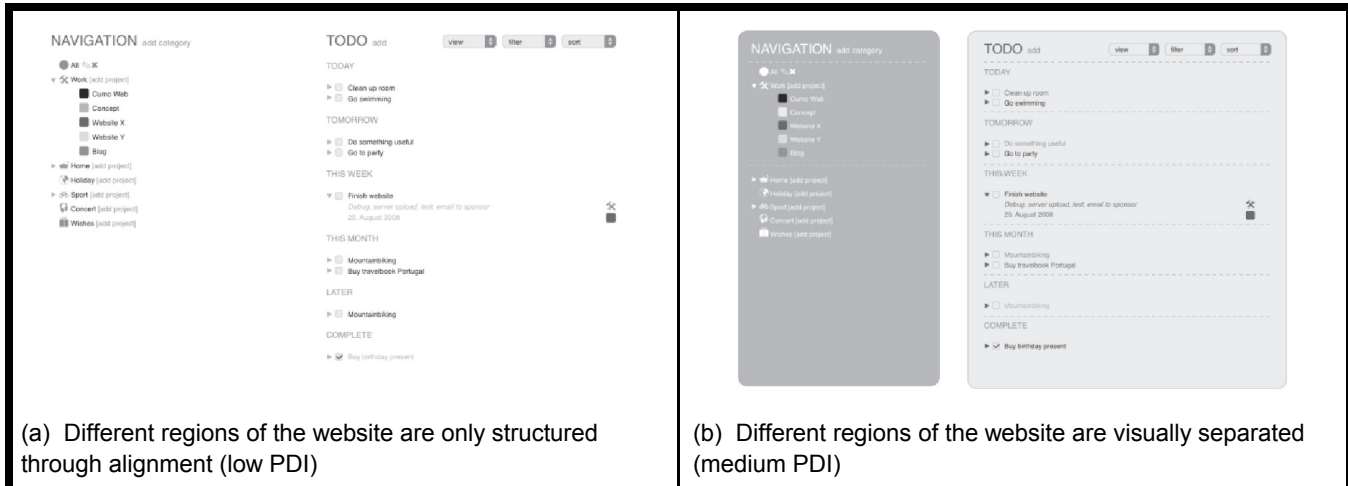 NAVIGATION add category
All
Work [add project]
Cumo Web
Concept
Website X
Website Y
Blog
Home [add project]
Holiday [add project]
Sport [add project]
Concert [add project]
Wishes [add project]
TODO add
view
filter
sort
TODAY
Clean up room
Go swimming
TOMORROW
Do something useful
Go to party
THIS WEEK
Finish website
Debug, server upload, test, email to sponsor
25. August 2008
THIS MONTH
Mountainbiking
Buy travelbook Portugal
LATER
Mountainbiking
COMPLETE
Buy birthday present
(a) Different regions of the website are only structured
through alignment (low PDI)
NAVIGATION add category
All
Work [add project]
Cumo Web
Concept
Website X
Website Y
Blog
Home [add project]
Holiday [add project]
Sport [add project]
Concert [add project]
Wishes [add project]
TODO add
view
filter
sort
TODAY
Clean up room
Go swimming
TOMORROW
Do something useful
Go to party
THIS WEEK
Finish website
Debug, server upload, test, email to sponsor
25. August 2008
THIS MONTH
Mountainbiking
Buy travelbook Portugal
LATER
Mountainbiking
COMPLETE
Buy birthday present
(b) Different regions of the website are visually separated
(medium PDI)